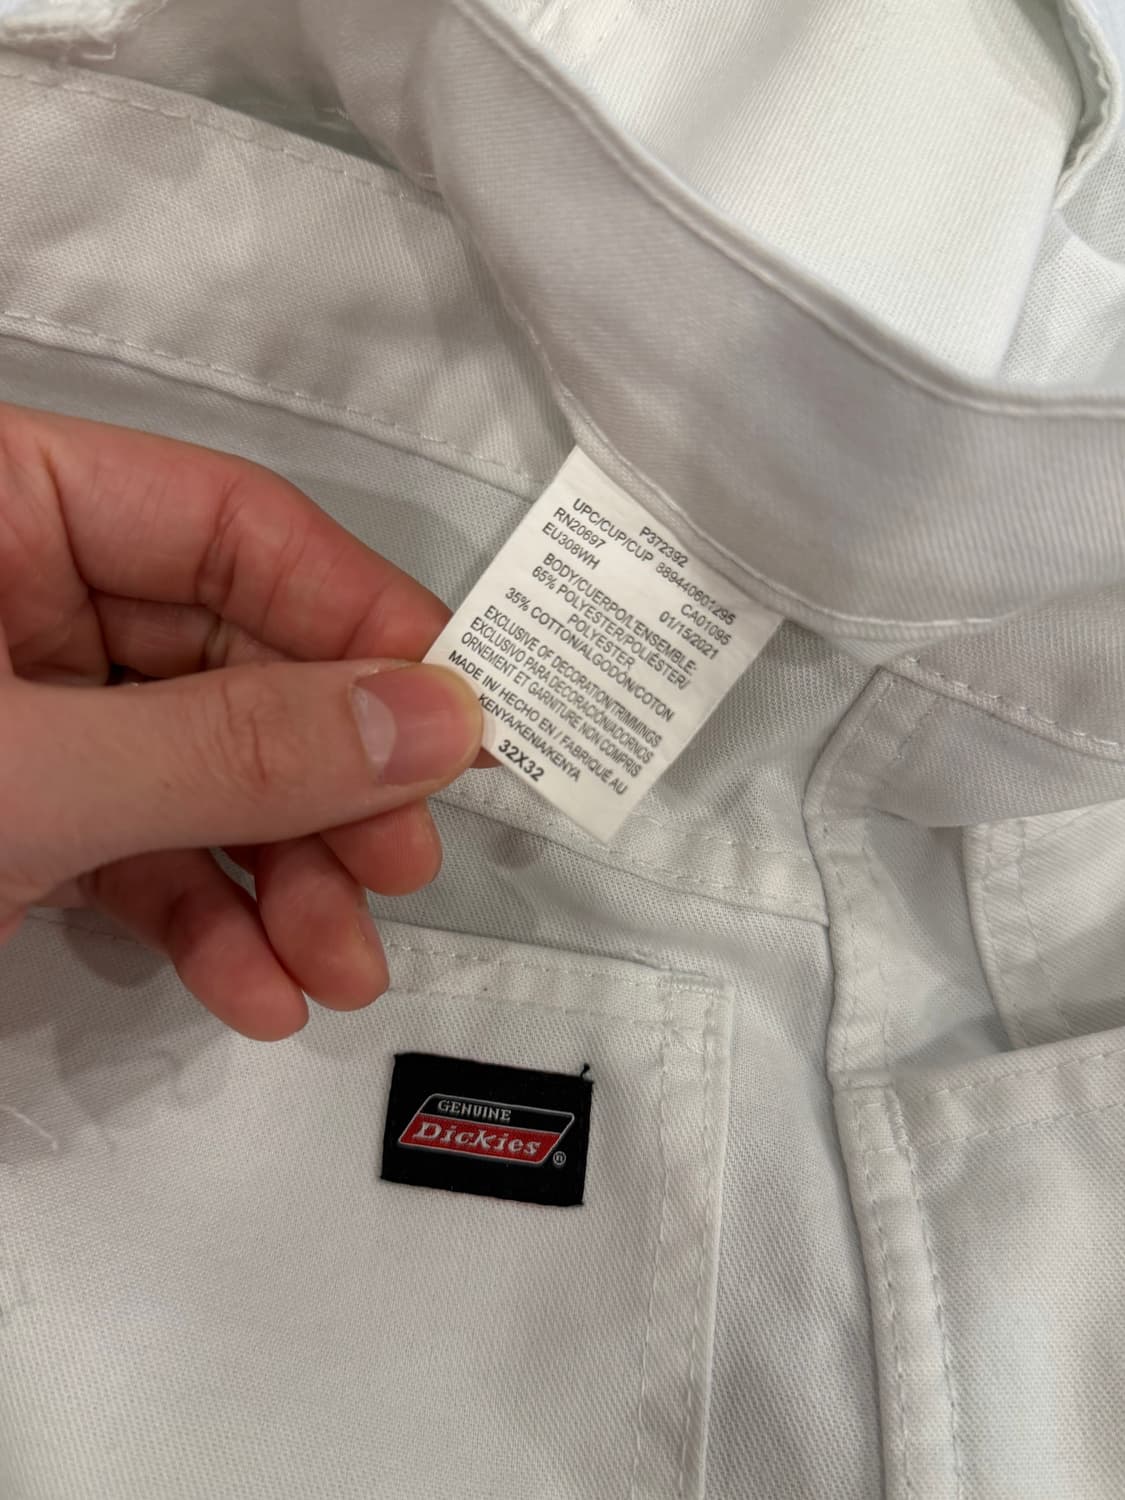 P372392
UPC/CUP/CUP 889440601295
RN20697 CA01095
EU308WH 01/15/2021
BODY/CUERPO/L'ENSEMBLE:
65% POLYESTER/POLIÉSTER/
POLYESTER
35% COTTON/ALGODÓN/COTON
EXCLUSIVE OF DECORATION/TRIMMINGS
EXCLUSIVO PARA DECORACIÓN/ADORNOS
ORNEMENT ET GARNITURE NON COMPRIS
MADE IN/ HECHO EN / FABRIQUÉ AU
KENYA/KENIA/KENYA
32X32
GENUINE
Dickies®